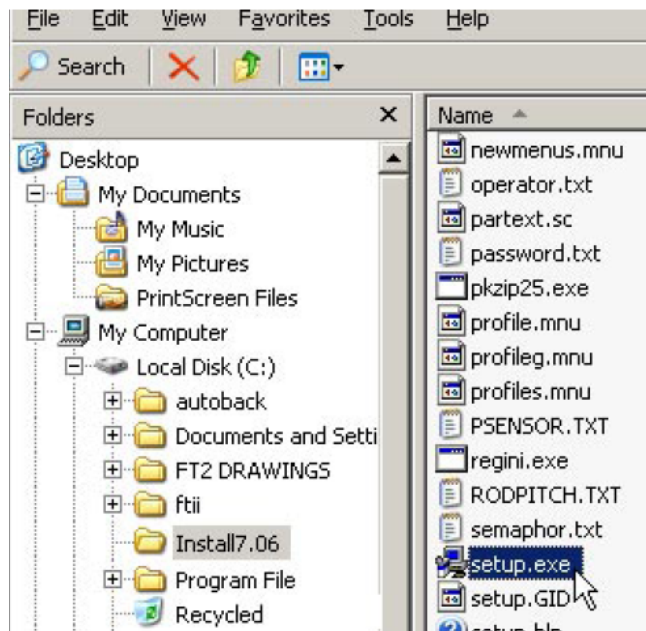 File Edit View Favorites Tools Help
Search
Folders
Desktop
My Documents
My Music
My Pictures
PrintScreen Files
My Computer
Local Disk (C:)
autoback
Documents and Setti
FT2 DRAWINGS
ftii
Install7.06
Program File
Recycled
Name
newmenus.mnu
operator.txt
partext.sc
password.txt
pkzip25.exe
profile.mnu
profileg.mnu
profiles.mnu
PSENSOR.TXT
regini.exe
RODPITCH.TXT
semaphor.txt
setup.exe
setup.GID
setup.hlp